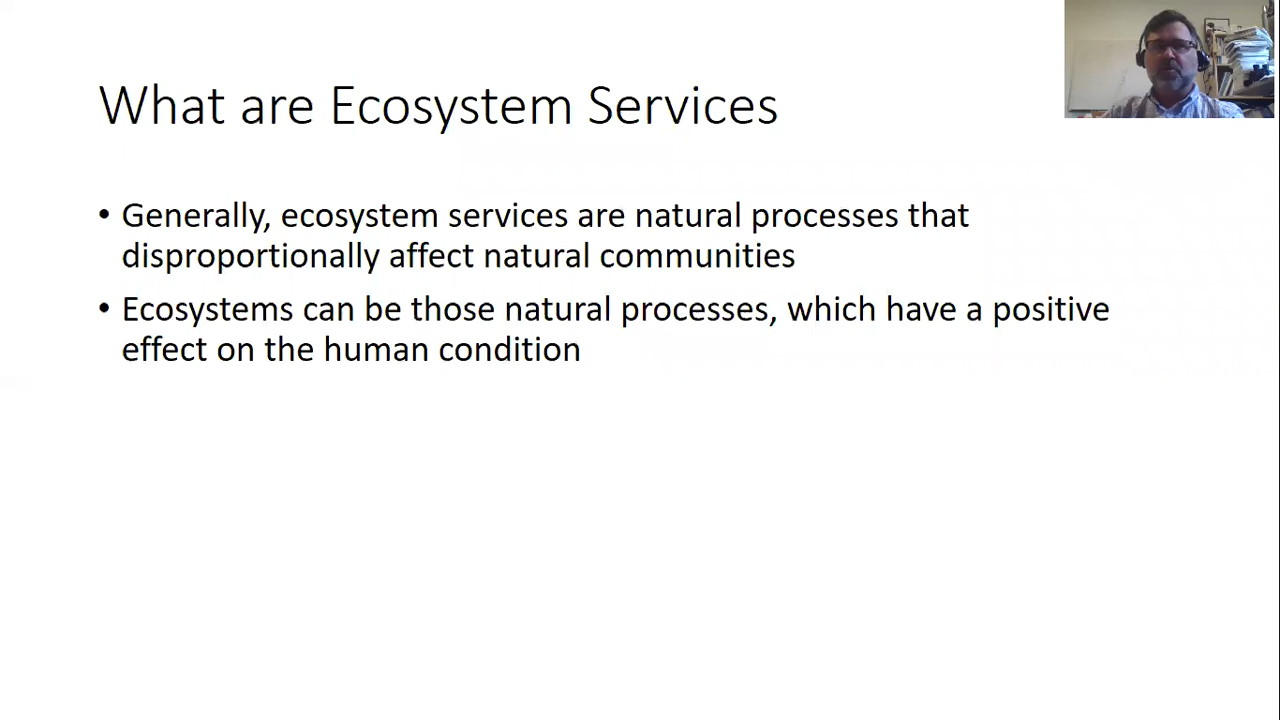 What are Ecosystem Services
• Generally, ecosystem services are natural processes that
disproportionally affect natural communities
• Ecosystems can be those natural processes, which have a positive
effect on the human condition